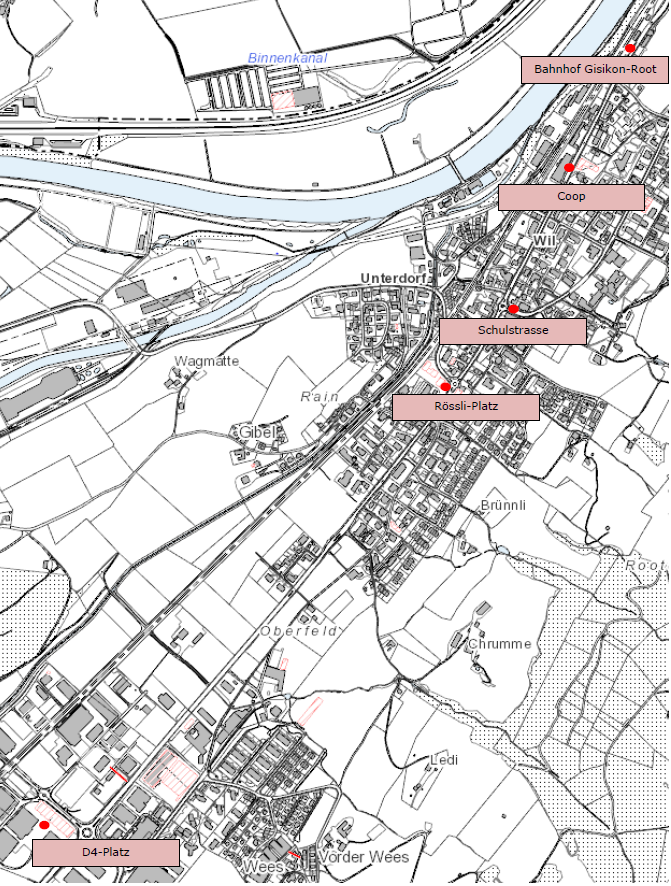 Binnenkanal
Bahnhof Gisikon-Root
Coop
Wil
Unterdorf
Schulstrasse
Wagmatte
Rain
Rössli-Platz
Gibel
Brünnli
Root
Oberfeld
Chrumme
Ledi
D4-Platz
Wees
Vorder Wees